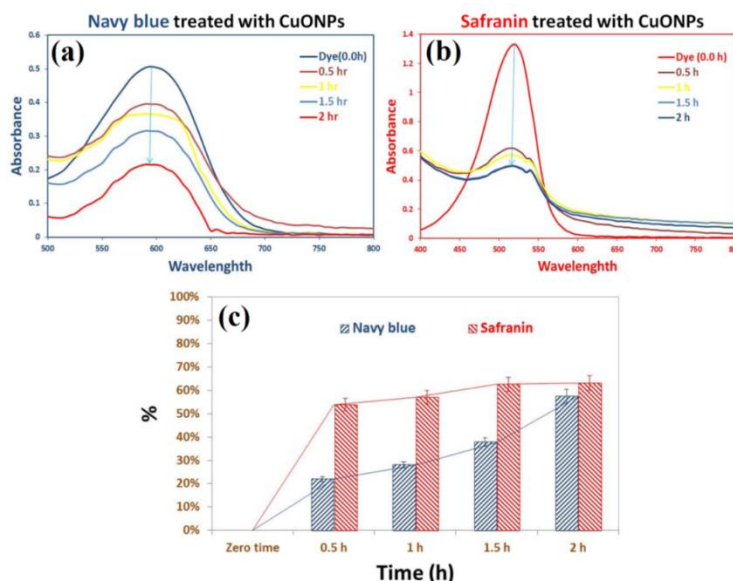 Navy blue treated with CuONPs
(a)
0.6
0.5
0.4
0.3
0.2
0.1
0
Absorbance
Dye(0.0h)
0.5 hr
1 hr
1.5 hr
2 hr
500 550 600 650 700 750 800
Wavelenghth
Safranin treated with CuONPs
(b)
1.4
1.2
1
0.8
0.6
0.4
0.2
0
Absorbance
Dye (0.0 h)
0.5 h
1 h
1.5 h
2 h
400 450 500 550 600 650 700 750 800
Wavelenghth
(c)
100%
90%
80%
70%
60%
50%
40%
30%
20%
10%
0%
%
Navy blue Safranin
Zero time 0.5 h 1 h 1.5 h 2 h
Time (h)